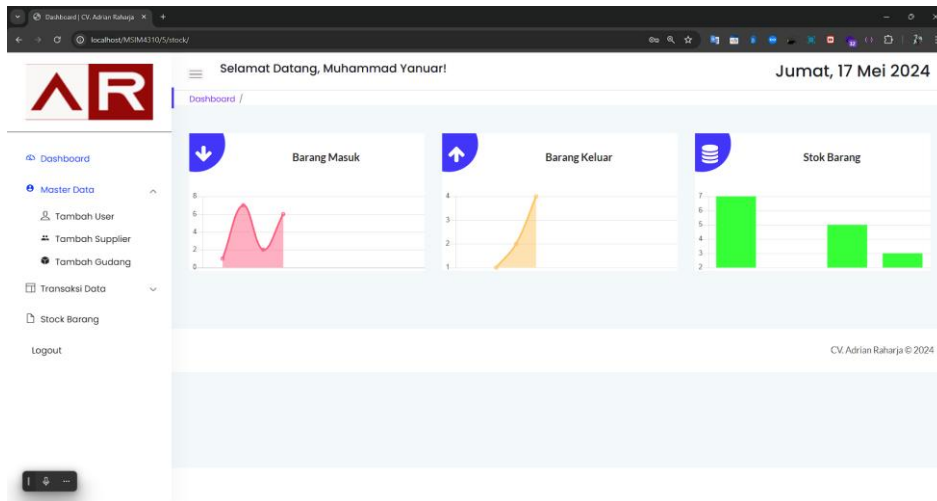 Dashboard | CV. Adrian Raharja
localhost/MSIM4310/S/stock/
AR
Selamat Datang, Muhammad Yanuar!
Jumat, 17 Mei 2024
Dashboard /
Dashboard
Master Data
Tambah User
Tambah Supplier
Tambah Gudang
Transaksi Data
Stock Barang
Logout
Barang Masuk
8
6
4
2
0
Barang Keluar
4
3
2
1
Stok Barang
7
6
5
4
3
2
CV. Adrian Raharja © 2024